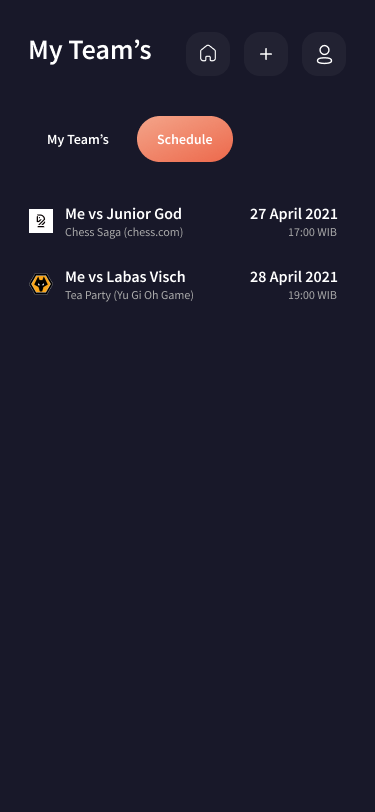 My Team’s
My Team’s
Schedule
Me vs Junior God
27 April 2021
Chess Saga (chess.com)
17:00 WIB
Me vs Labas Visch
28 April 2021
Tea Party (Yu Gi Oh Game)
19:00 WIB